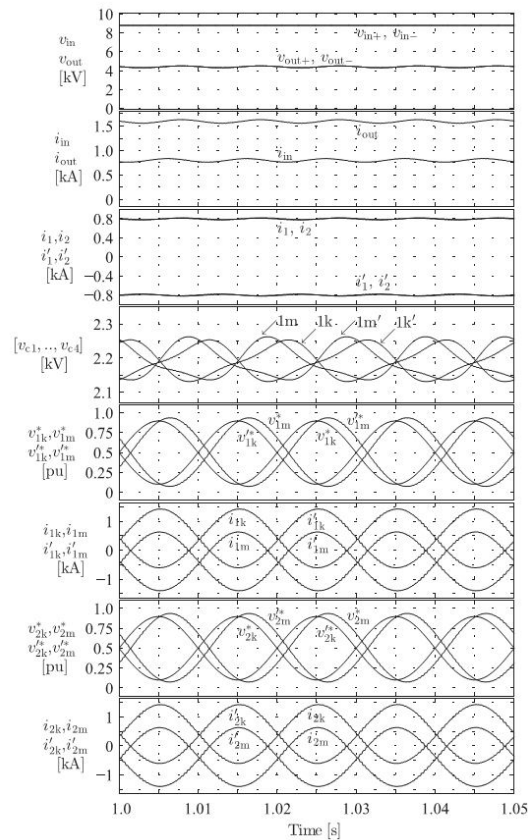 10
8
v_in
6
v_in+, v_in−
v_out
4
v_out+, v_out−
[kV]
2
0
1.5
i_in
i_out
i_out
1.0
i_in
[kA]
0.5
0
0.8
i_1,i_2
0.4
i_1, i_2
i′_1,i′_2
0
[kA]
−0.4
i′_1, i′_2
−0.8
2.3
1m 1k 1m′ 1k′
[v_c1, .., v_c4]
2.2
[kV]
2.1
1.0
v*_1k,v*_1m
0.75
v*_1m v′*_1m
v′*_1k,v′*_1m
0.5
v′*_1k v*_1k
[pu]
0.25
0
i_1k,i_1m
1
i_1k i′_1k
i′_1k,i′_1m
0
i_1m i′_1m
[kA]
−1
1.0
v*_2k,v*_2m
0.75
v′*_2m v*_2m
v′*_2k,v′*_2m
0.5
v*_2k v′*_2k
[pu]
0.25
0
i_2k,i_2m
1
i′_2k i_2k
i′_2k,i′_2m
0
i′_2m i_2m
[kA]
−1
1.0 1.01 1.02 1.03 1.04 1.05
Time [s]